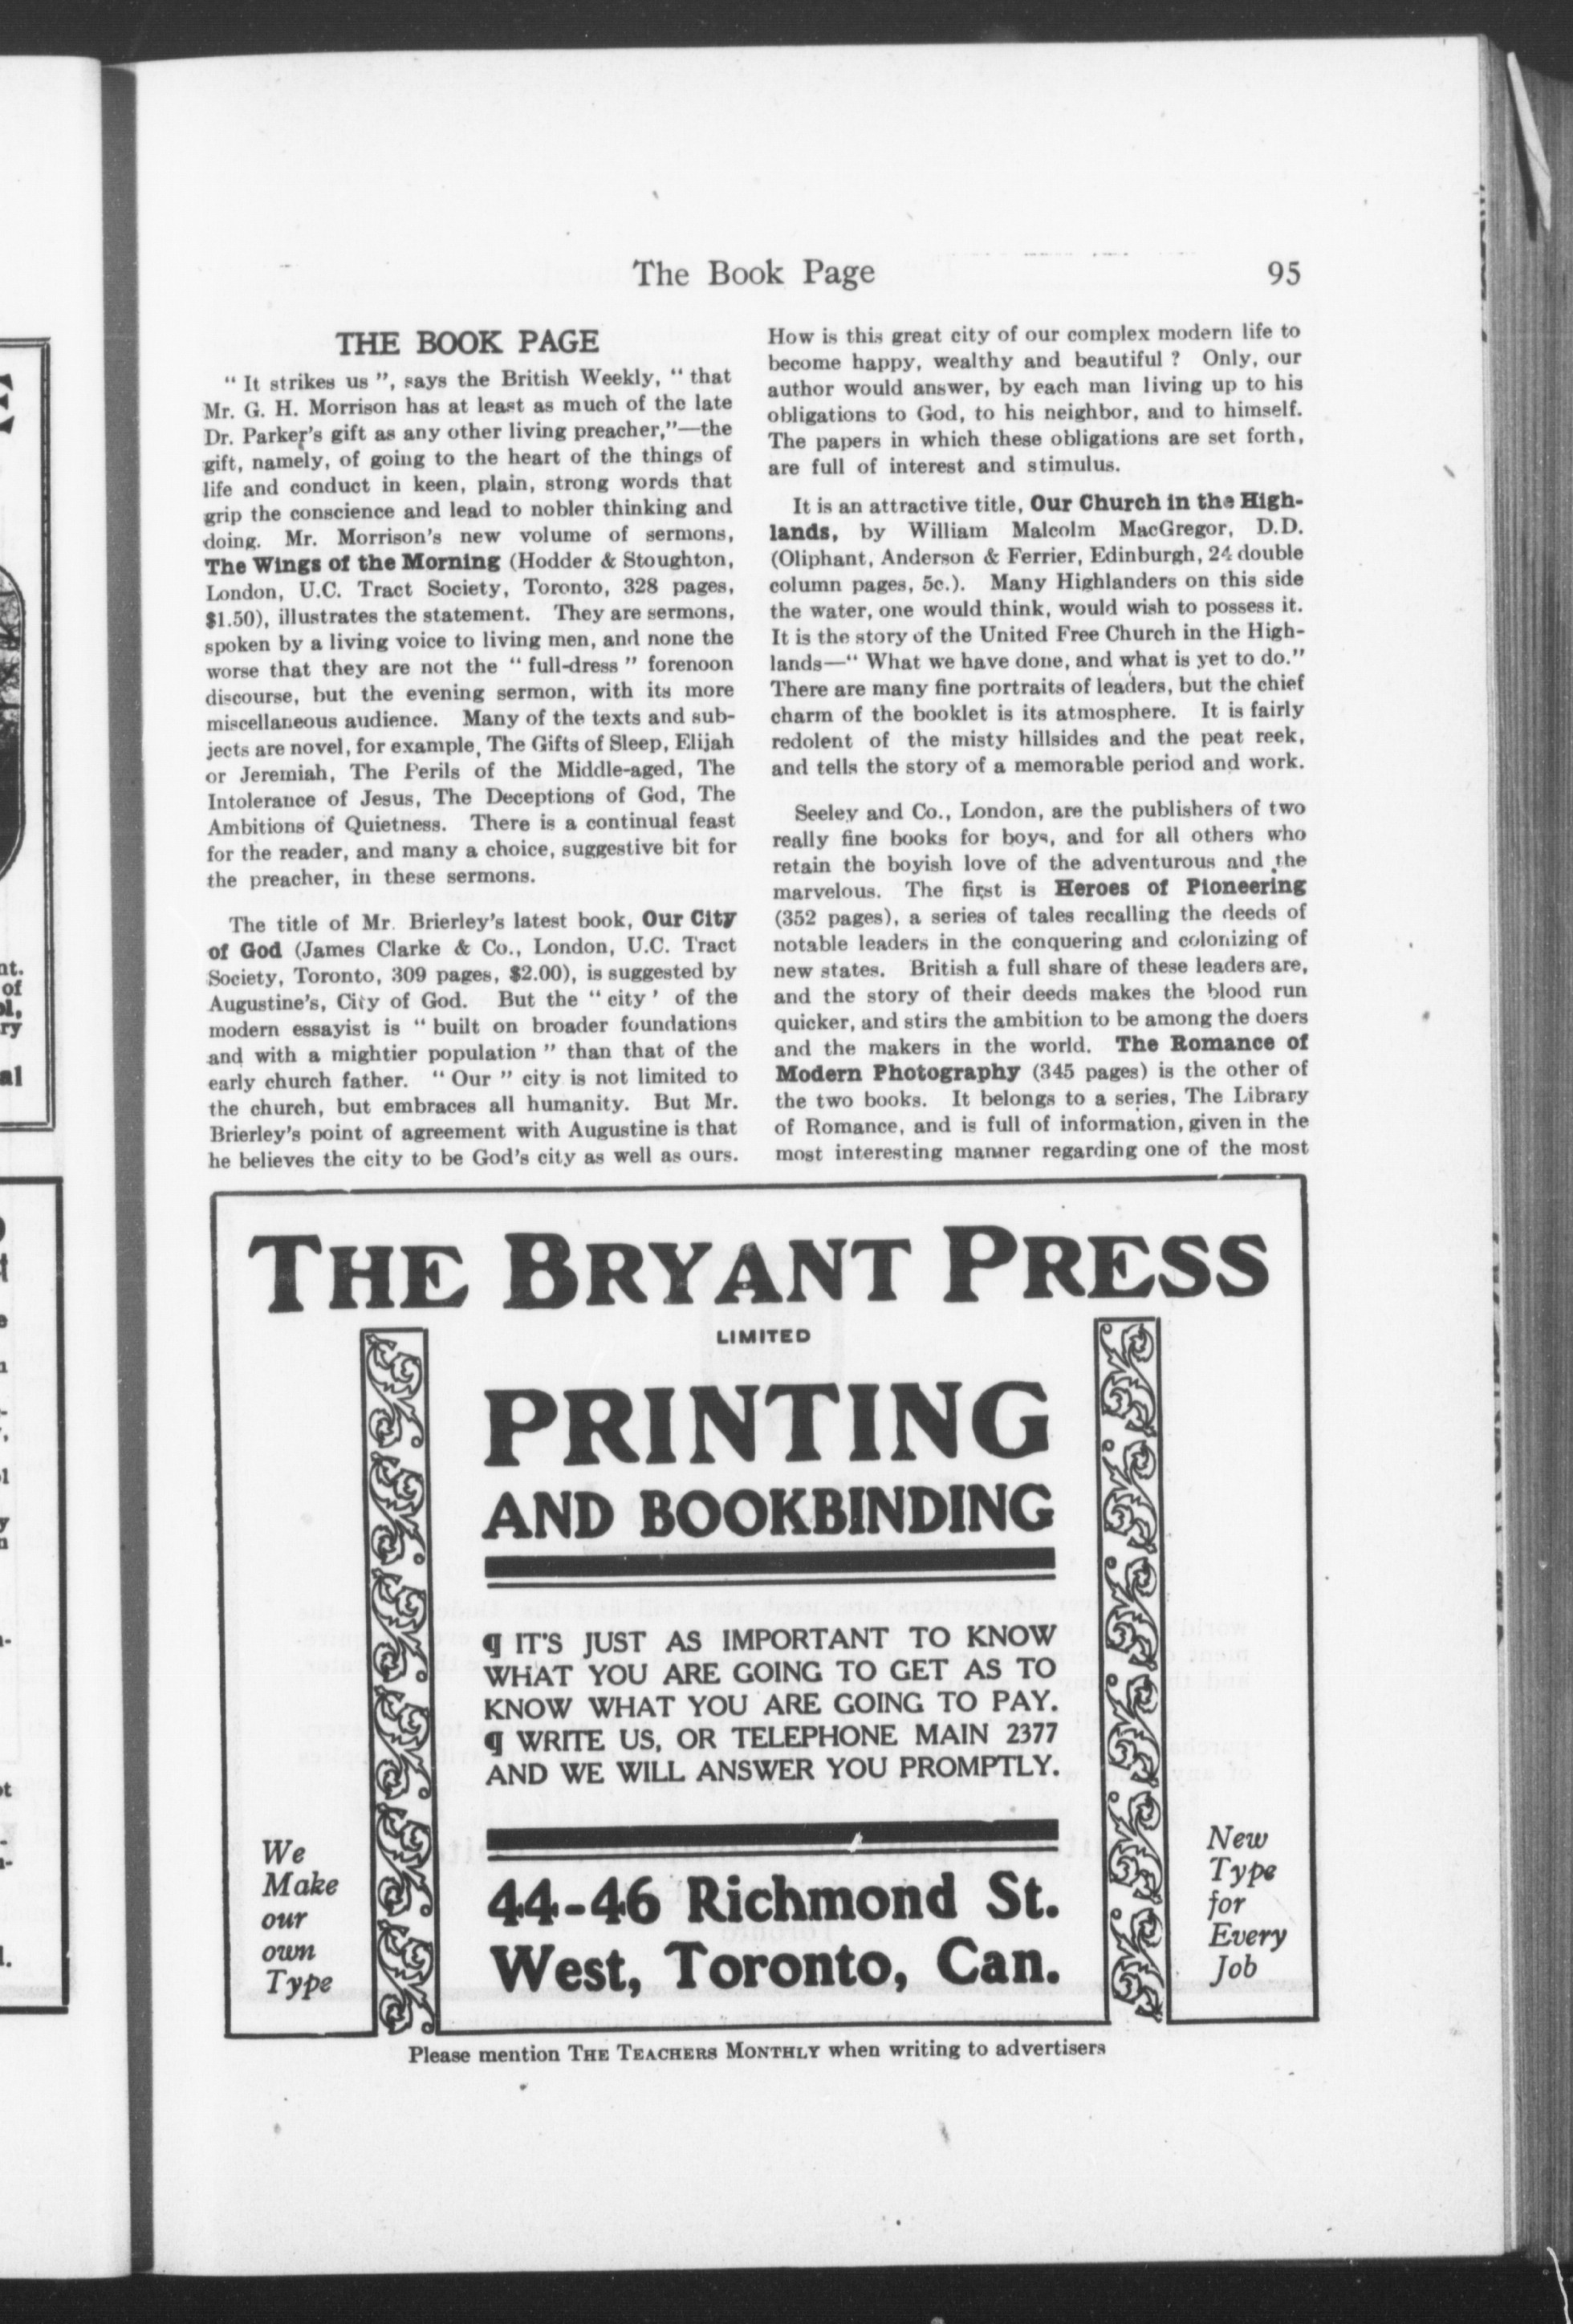 The Book Page 95
THE BOOK PAGE
" It strikes us ", says the British Weekly, " that
Mr. G. H. Morrison has at least as much of the late
Dr. Parker's gift as any other living preacher,"—the
gift, namely, of going to the heart of the things of
life and conduct in keen, plain, strong words that
grip the conscience and lead to nobler thinking and
doing. Mr. Morrison's new volume of sermons,
The Wings of the Morning (Hodder & Stoughton,
London, U.C. Tract Society, Toronto, 328 pages,
$1.50), illustrates the statement. They are sermons,
spoken by a living voice to living men, and none the
worse that they are not the " full-dress " forenoon
discourse, but the evening sermon, with its more
miscellaneous audience. Many of the texts and sub-
jects are novel, for example, The Gifts of Sleep, Elijah
or Jeremiah, The Perils of the Middle-aged, The
Intolerance of Jesus, The Deceptions of God, The
Ambitions of Quietness. There is a continual feast
for the reader, and many a choice, suggestive bit for
the preacher, in these sermons.
The title of Mr. Brierley's latest book, Our City
of God (James Clarke & Co., London, U.C. Tract
Society, Toronto, 309 pages, $2.00), is suggested by
Augustine's, City of God. But the " city ' of the
modern essayist is " built on broader foundations
and with a mightier population " than that of the
early church father. " Our " city is not limited to
the church, but embraces all humanity. But Mr.
Brierley's point of agreement with Augustine is that
he believes the city to be God's city as well as ours.
How is this great city of our complex modern life to
become happy, wealthy and beautiful ? Only, our
author would answer, by each man living up to his
obligations to God, to his neighbor, and to himself.
The papers in which these obligations are set forth,
are full of interest and stimulus.
It is an attractive title, Our Church in the High-
lands, by William Malcolm MacGregor, D.D.
(Oliphant, Anderson & Ferrier, Edinburgh, 24 double
column pages, 5c.). Many Highlanders on this side
the water, one would think, would wish to possess it.
It is the story of the United Free Church in the High-
lands—" What we have done, and what is yet to do."
There are many fine portraits of leaders, but the chief
charm of the booklet is its atmosphere. It is fairly
redolent of the misty hillsides and the peat reek,
and tells the story of a memorable period and work.
Seeley and Co., London, are the publishers of two
really fine books for boys, and for all others who
retain the boyish love of the adventurous and the
marvelous. The first is Heroes of Pioneering
(352 pages), a series of tales recalling the deeds of
notable leaders in the conquering and colonizing of
new states. British a full share of these leaders are,
and the story of their deeds makes the blood run
quicker, and stirs the ambition to be among the doers
and the makers in the world. The Romance of
Modern Photography (345 pages) is the other of
the two books. It belongs to a series, The Library
of Romance, and is full of information, given in the
most interesting manner regarding one of the most
THE BRYANT PRESS
LIMITED
PRINTING
AND BOOKBINDING
¶ IT'S JUST AS IMPORTANT TO KNOW
WHAT YOU ARE GOING TO GET AS TO
KNOW WHAT YOU ARE GOING TO PAY.
¶ WRITE US, OR TELEPHONE MAIN 2377
AND WE WILL ANSWER YOU PROMPTLY.
We
Make
our
own
Type
44-46 Richmond St.
West, Toronto, Can.
New
Type
for
Every
Job
Please mention THE TEACHERS MONTHLY when writing to advertisers